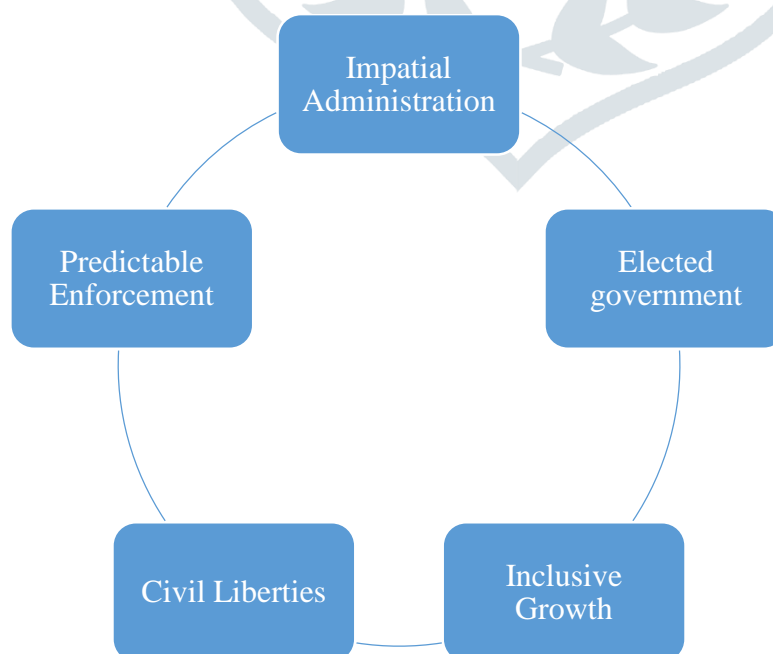 Impatial
Administration
Predictable
Enforcement
Elected
government
Civil Liberties
Inclusive
Growth